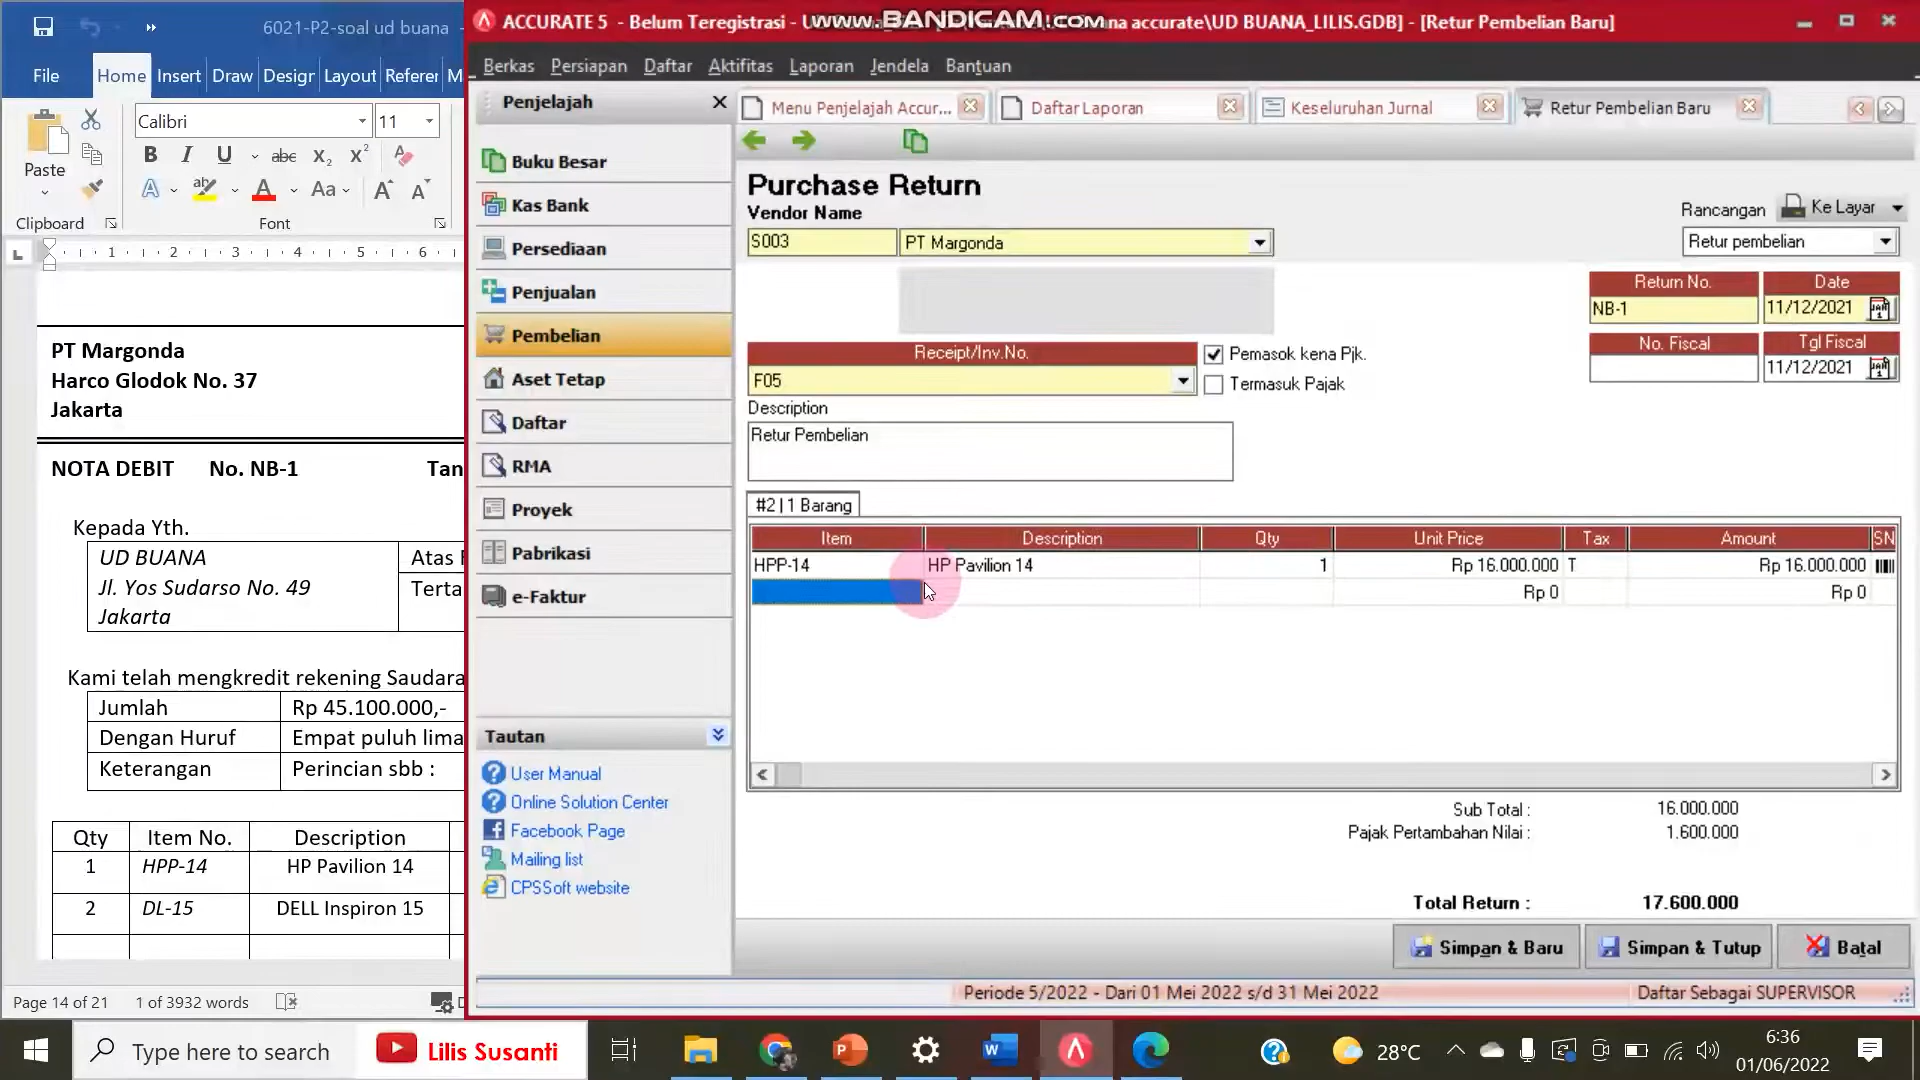 6021-P2-soal ud buana -
File Home Insert Draw Design Layout Referer M
Calibri 11
Paste
Clipboard Font
1 2 3 4 5 6
PT Margonda
Harco Glodok No. 37
Jakarta
NOTA DEBIT No. NB-1 Tan
Kepada Yth.
UD BUANA Atas
Jl. Yos Sudarso No. 49 Terta
Jakarta
Kami telah mengkredit rekening Saudara
Jumlah Rp 45.100.000,-
Dengan Huruf Empat puluh lima
Keterangan Perincian sbb :
Qty Item No. Description
1 HPP-14 HP Pavilion 14
2 DL-15 DELL Inspiron 15
Page 14 of 21 1 of 3932 words
ACCURATE 5 - Belum Teregistrasi - U www.BANDICAM.com na accurate\UD BUANA_LILIS.GDB] - [Retur Pembelian Baru]
Berkas Persiapan Daftar Aktifitas Laporan Jendela Bantuan
Penjelajah
Buku Besar
Kas Bank
Persediaan
Penjualan
Pembelian
Aset Tetap
Daftar
RMA
Proyek
Pabrikasi
e-Faktur
Tautan
User Manual
Online Solution Center
Facebook Page
Mailing list
CPSSoft website
Menu Penjelajah Accur... Daftar Laporan Keseluruhan Jurnal Retur Pembelian Baru
Purchase Return
Vendor Name
S003 PT Margonda
Rancangan Ke Layar
Retur pembelian
Return No. Date
NB-1 11/12/2021
No. Fiscal Tgl Fiscal
11/12/2021
Receipt/Inv.No.
F05
Pemasok kena Pjk.
Termasuk Pajak
Description
Retur Pembelian
#2|1 Barang
Item Description Qty Unit Price Tax Amount SN
HPP-14 HP Pavilion 14 1 Rp 16.000.000 T Rp 16.000.000
Rp 0 Rp 0
Sub Total : 16.000.000
Pajak Pertambahan Nilai : 1.600.000
Total Return : 17.600.000
Simpan & Baru Simpan & Tutup Batal
Periode 5/2022 - Dari 01 Mei 2022 s/d 31 Mei 2022 Daftar Sebagai SUPERVISOR
Type here to search Lilis Susanti 28°C 6:36
01/06/2022